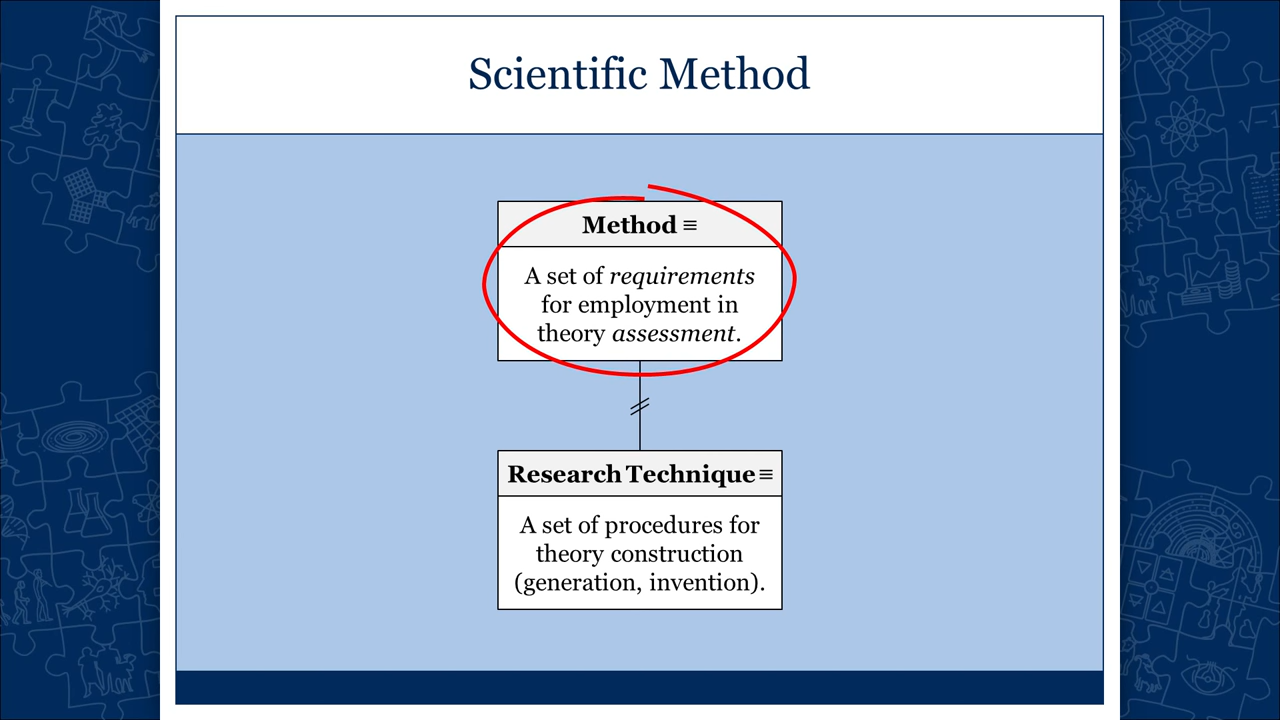 Scientific Method
Method ≡
A set of requirements
for employment in
theory assessment.
Research Technique ≡
A set of procedures for
theory construction
(generation, invention).
√-1